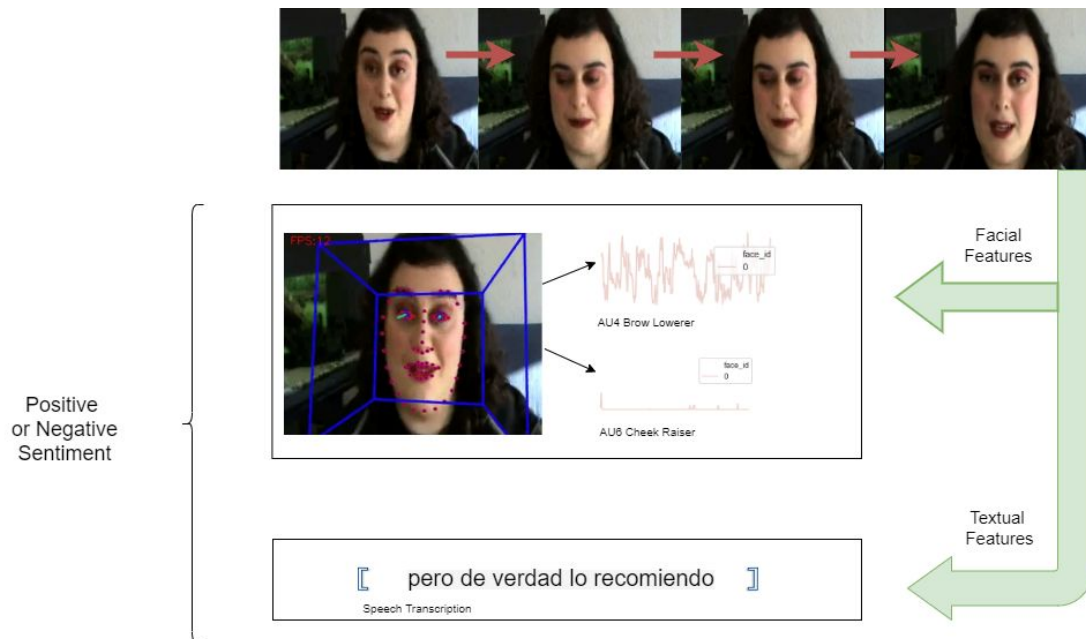 Facial
Features
FPS:12
face_id
0
AU4 Brow Lowerer
face_id
0
AU6 Cheek Raiser
Positive
or Negative
Sentiment
Textual
Features
[ pero de verdad lo recomiendo ]
Speech Transcription